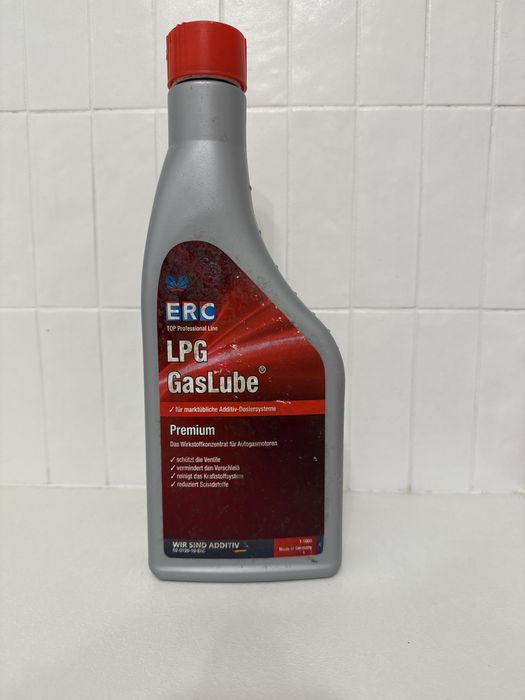 ERC
TOP Professional Line
LPG
GasLube®
✓ für marktübliche Additiv-Dosiersysteme
Premium
Das Wirkstoffkonzentrat für Autogasmotoren
✓ schützt die Ventile
✓ vermindert den Verschleiß
✓ reinigt das Kraftstoffsystem
✓ reduziert Schadstoffe
WIR SIND ADDITIV
Made in Germany